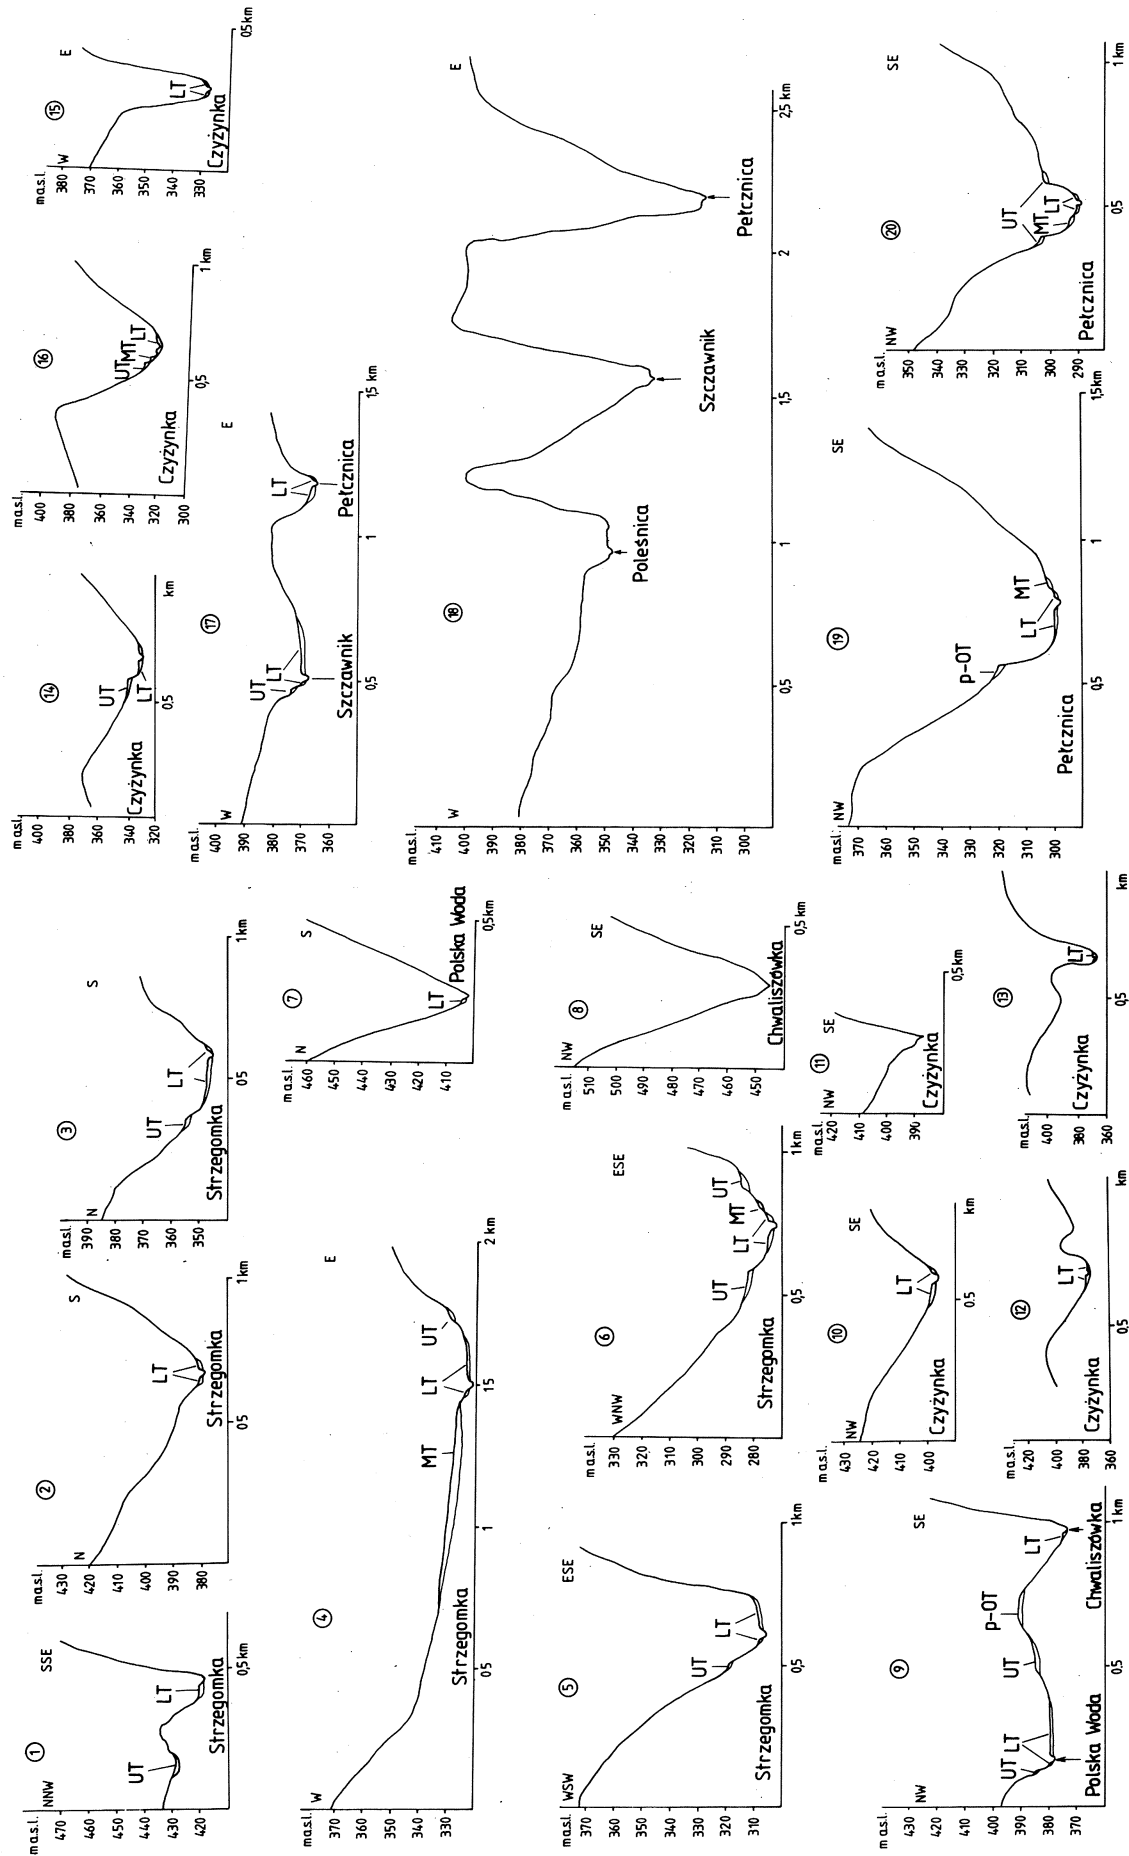 1
m a.s.l.
NNW
SSE
470
460
450
440
430
420
UT
LT
Strzegomka
0,5 km
2
m a.s.l.
N
S
430
420
410
400
390
380
LT
Strzegomka
0,5
1 km
3
m a.s.l.
N
S
390
380
370
360
350
UT
LT
Strzegomka
05
1 km
4
m a.s.l.
W
E
370
360
350
340
330
MT
LT
UT
Strzegomka
05
1
15
2 km
5
m a.s.l.
WSW
ESE
370
360
350
340
330
320
310
UT
LT
Strzegomka
0,5
1km
6
m a.s.l.
WNW
ESE
330
320
310
300
290
280
UT
LT
MT
UT
Strzegomka
0,5
1 km
7
m a.s.l.
N
S
460
450
440
430
420
410
LT
Polska Woda
0,5km
8
m a.s.l.
NW
SE
510
500
490
480
470
460
450
Chwaliszówka
0,5 km
9
m a.s.l.
NW
SE
430
420
410
400
390
380
370
UT
LT
UT
p-OT
LT
Polska Woda
Chwaliszówka
0,5
1 km
10
m a.s.l.
NW
SE
430
420
410
400
LT
Czyżynka
0.5
km
11
m a.s.l.
NW
SE
420
410
400
390
Czyżynka
0,5 km
12
m a.s.l.
420
400
380
360
LT
Czyżynka
0,5
km
13
m a.s.l.
400
380
360
LT
Czyżynka
0,5
km
14
m a.s.l.
400
380
360
340
320
UT
LT
Czyżynka
0,5
km
15
m a.s.l.
W
E
380
370
360
350
340
330
LT
Czyżynka
0,5 km
16
m a.s.l.
400
380
360
340
320
300
UT
MT
LT
Czyżynka
0,5
1 km
17
m a.s.l.
W
E
400
390
380
370
360
UT
LT
LT
Szczawnik
Pełcznica
0,5
1
1,5 km
18
m a.s.l.
W
E
410
400
390
380
370
360
350
340
330
320
310
300
Poleśnica
Szczawnik
Pełcznica
0,5
1
1,5
2
2,5 km
19
m a.s.l.
NW
SE
370
360
350
340
330
320
310
300
p-OT
LT
MT
Pełcznica
0,5
1
1,5km
20
m a.s.l.
NW
SE
350
340
330
320
310
300
290
UT
MT
LT
Pełcznica
0,5
1 km